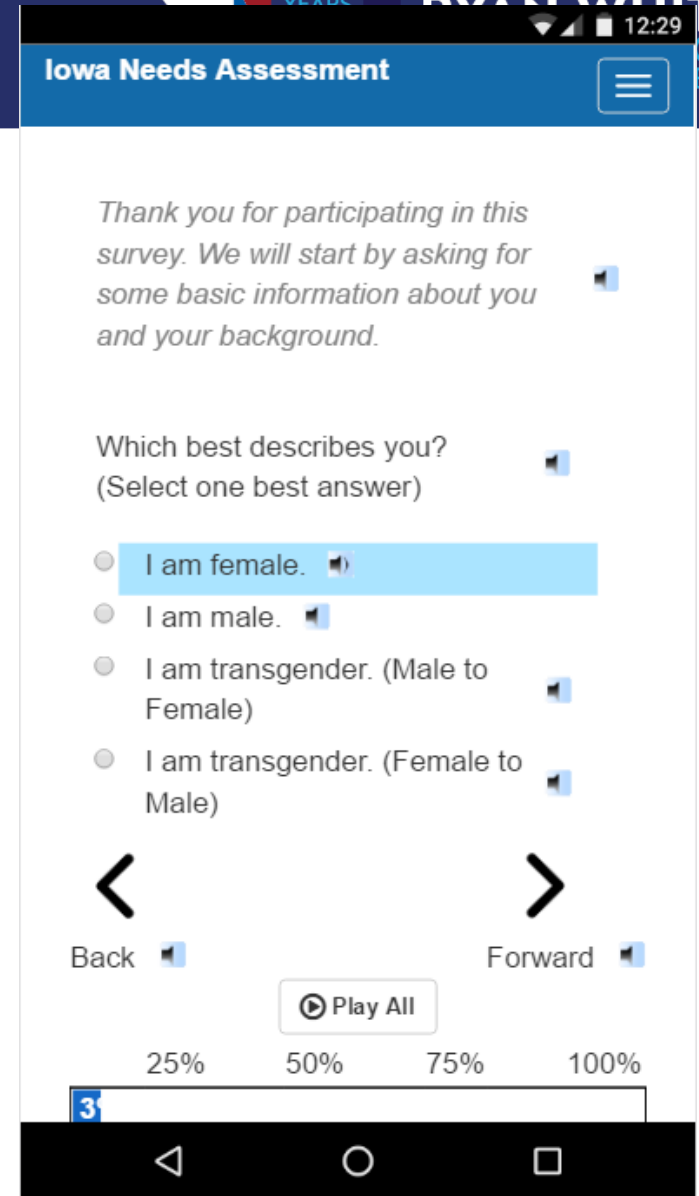 YEARS
12:29
Iowa Needs Assessment
Thank you for participating in this
survey. We will start by asking for
some basic information about you
and your background.
Which best describes you?
(Select one best answer)
I am female.
I am male.
I am transgender. (Male to
Female)
I am transgender. (Female to
Male)
Back
Forward
Play All
25% 50% 75% 100%